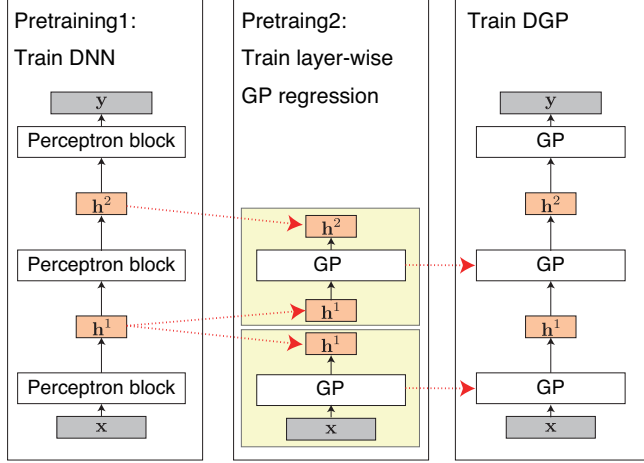 Pretraining1:
Train DNN
y
Perceptron block
h²
Perceptron block
h¹
Perceptron block
x
Pretraing2:
Train layer-wise
GP regression
h²
GP
h¹
h¹
GP
x
Train DGP
y
GP
h²
GP
h¹
GP
x